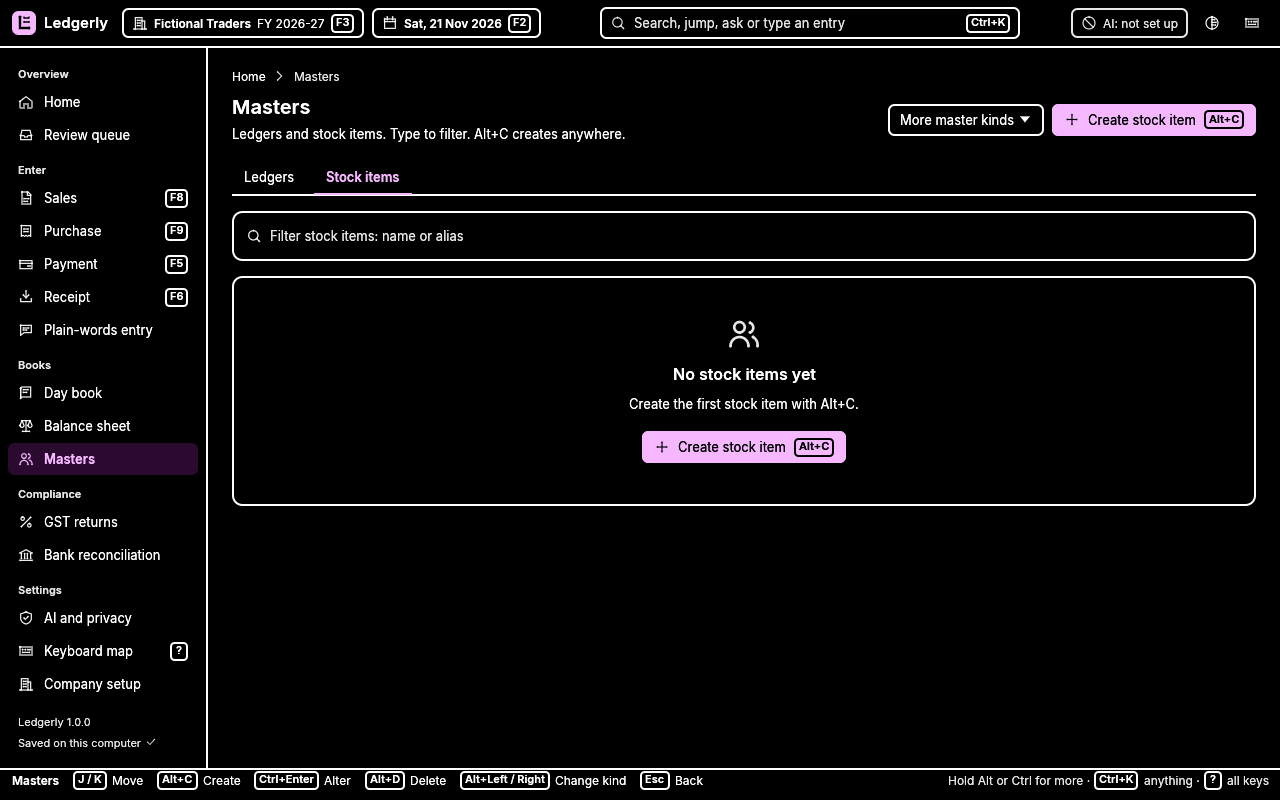 Ledgerly
Fictional Traders FY 2026-27 F3
Sat, 21 Nov 2026 F2
Search, jump, ask or type an entry Ctrl+K
AI: not set up
Overview
Home
Review queue
Enter
Sales F8
Purchase F9
Payment F5
Receipt F6
Plain-words entry
Books
Day book
Balance sheet
Masters
Compliance
GST returns
Bank reconciliation
Settings
AI and privacy
Keyboard map ?
Company setup
Ledgerly 1.0.0
Saved on this computer
Home Masters
Masters
Ledgers and stock items. Type to filter. Alt+C creates anywhere.
More master kinds
Create stock item Alt+C
Ledgers Stock items
Filter stock items: name or alias
No stock items yet
Create the first stock item with Alt+C.
Create stock item Alt+C
Masters J / K Move Alt+C Create Ctrl+Enter Alter Alt+D Delete Alt+Left / Right Change kind Esc Back
Hold Alt or Ctrl for more · Ctrl+K anything · ? all keys